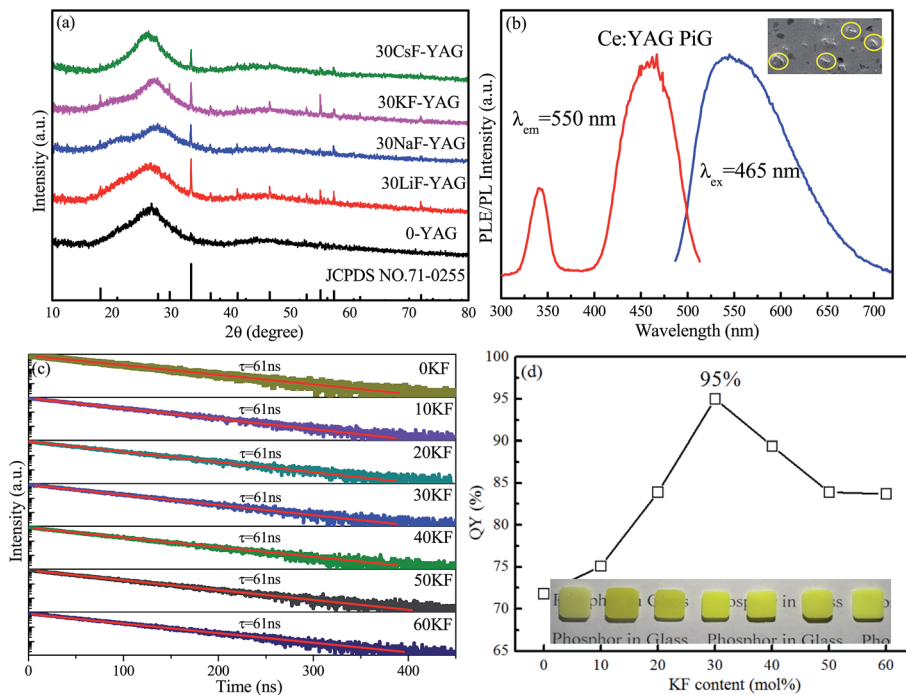 (a)
30CsF-YAG
30KF-YAG
30NaF-YAG
30LiF-YAG
0-YAG
JCPDS NO.71-0255
Intensity (a.u.)
10 20 30 40 50 60 70 80
2θ (degree)
(b)
Ce:YAG PiG
λem=550 nm
λex=465 nm
PLE/PL Intensity (a.u.)
300 350 400 450 500 550 600 650 700
Wavelength (nm)
(c)
τ=61ns 0KF
τ=61ns 10KF
τ=61ns 20KF
τ=61ns 30KF
τ=61ns 40KF
τ=61ns 50KF
τ=61ns 60KF
Intensity (a.u.)
0 50 100 150 200 250 300 350 400
Time (ns)
(d)
95%
100
95
90
85
80
75
70
65
QY (%)
Phosphor in Glass Phosphor in Glass Phos
0 10 20 30 40 50 60
KF content (mol%)